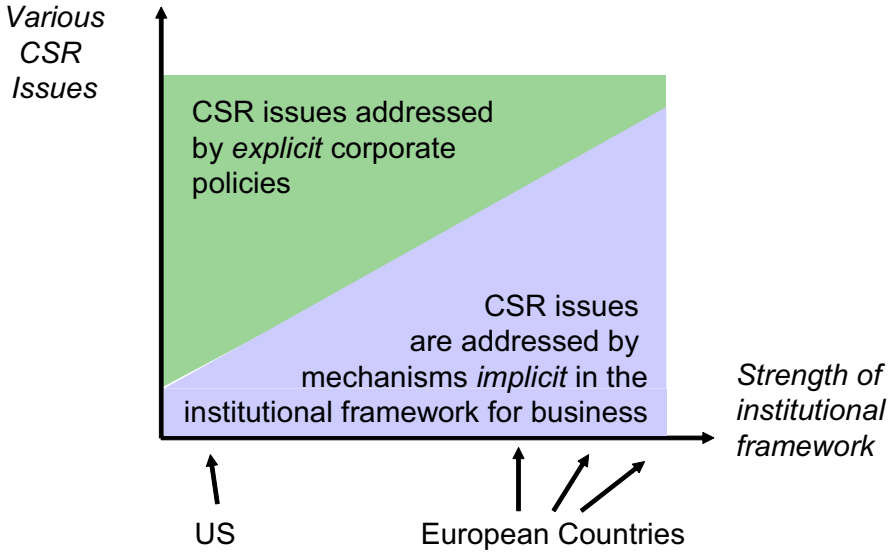 Various
CSR
Issues
CSR issues addressed
by explicit corporate
policies
CSR issues
are addressed by
mechanisms implicit in the
institutional framework for business
Strength of
institutional
framework
US
European Countries